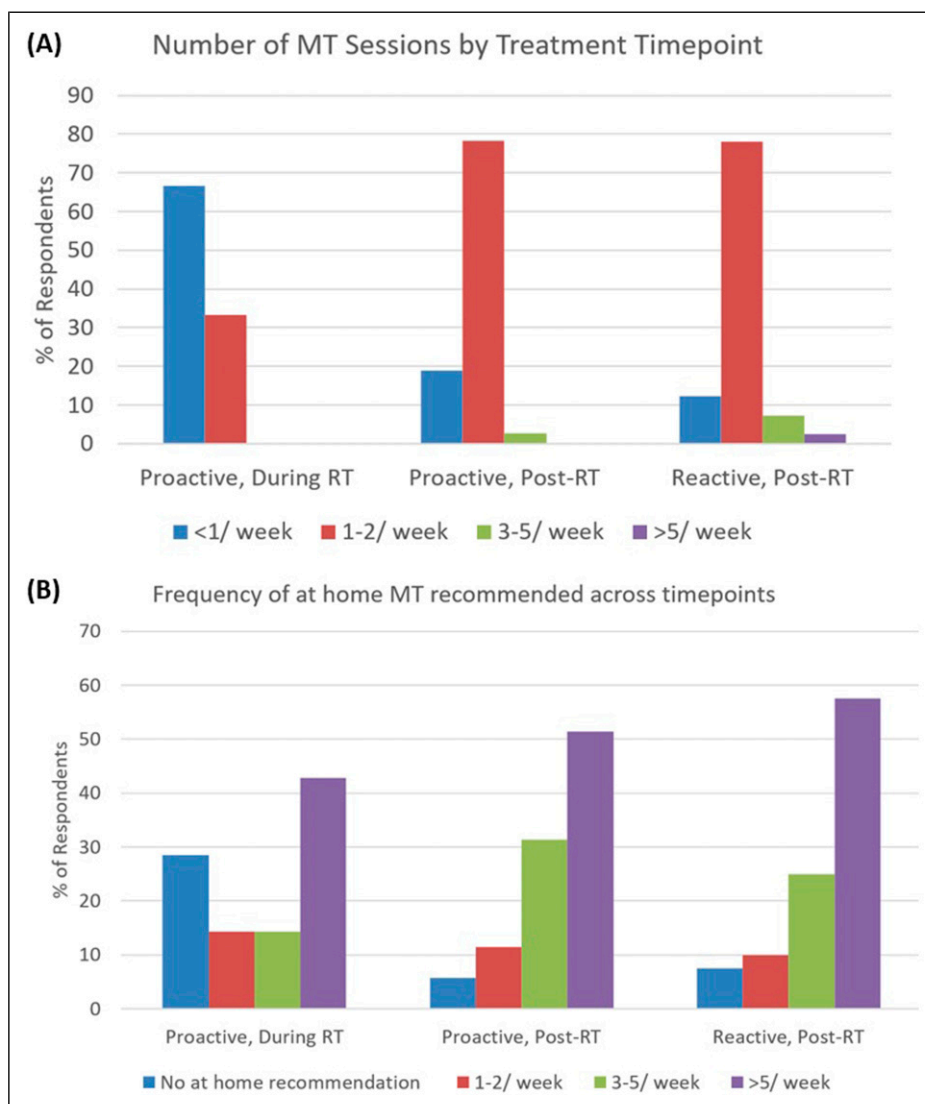 (A) Number of MT Sessions by Treatment Timepoint
% of Respondents
90
80
70
60
50
40
30
20
10
0
Proactive, During RT Proactive, Post-RT Reactive, Post-RT
<1/ week 1-2/ week 3-5/ week >5/ week
(B) Frequency of at home MT recommended across timepoints
% of Respondents
70
60
50
40
30
20
10
0
Proactive, During RT Proactive, Post-RT Reactive, Post-RT
No at home recommendation 1-2/ week 3-5/ week >5/ week